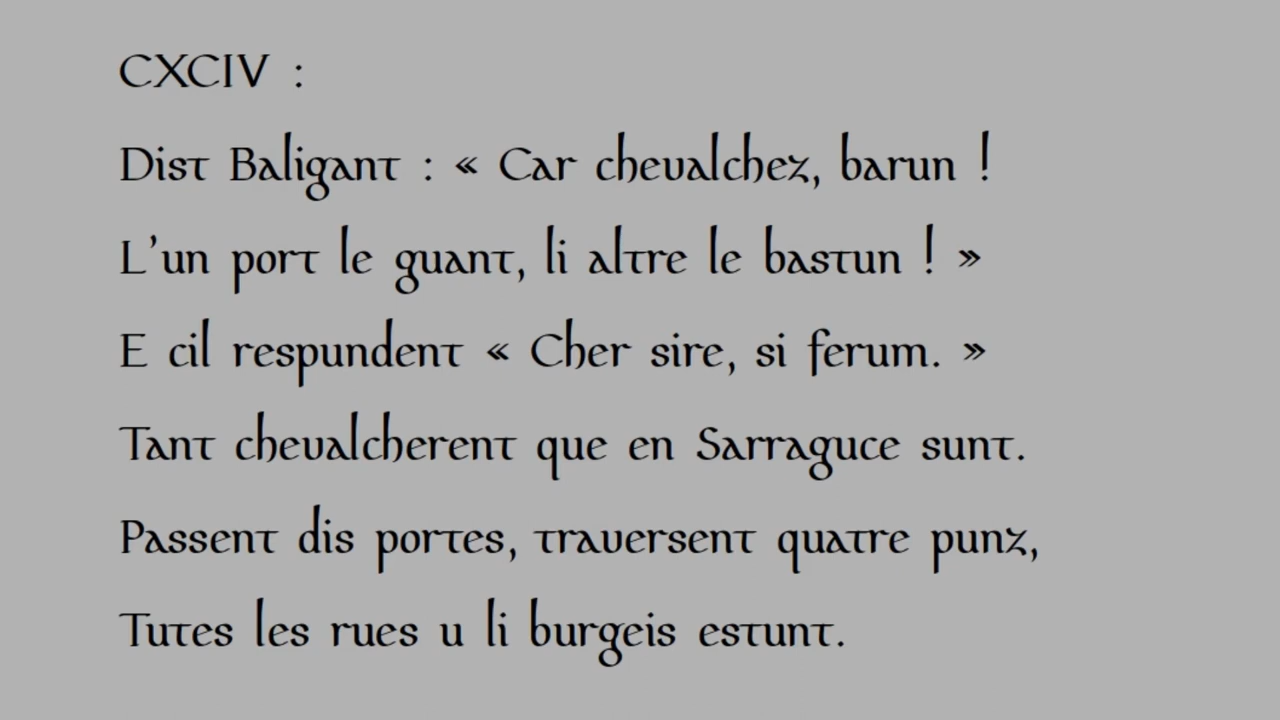 CXCIV :
Dist Baligant : « Car chevalchez, barun !
L’un port le guant, li altre le bastun ! »
E cil respundent « Cher sire, si ferum. »
Tant chevalcherent que en Sarraguce sunt.
Passent dis portes, traversent quatre punz,
Tutes les rues u li burgeis estunt.